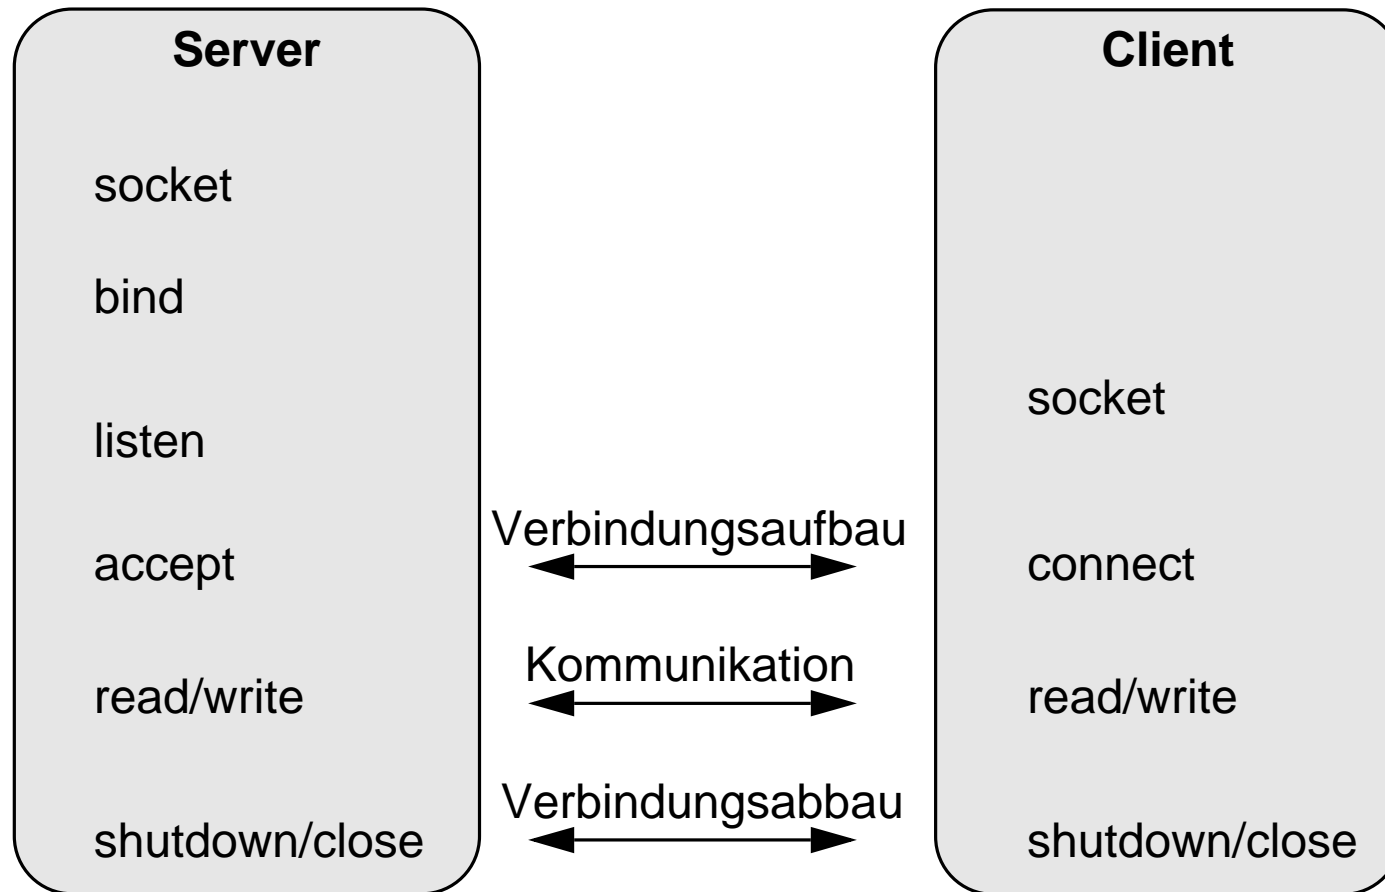 Server
socket
bind
listen
accept
read/write
shutdown/close
Verbindungsaufbau
Kommunikation
Verbindungsabbau
Client
socket
connect
read/write
shutdown/close